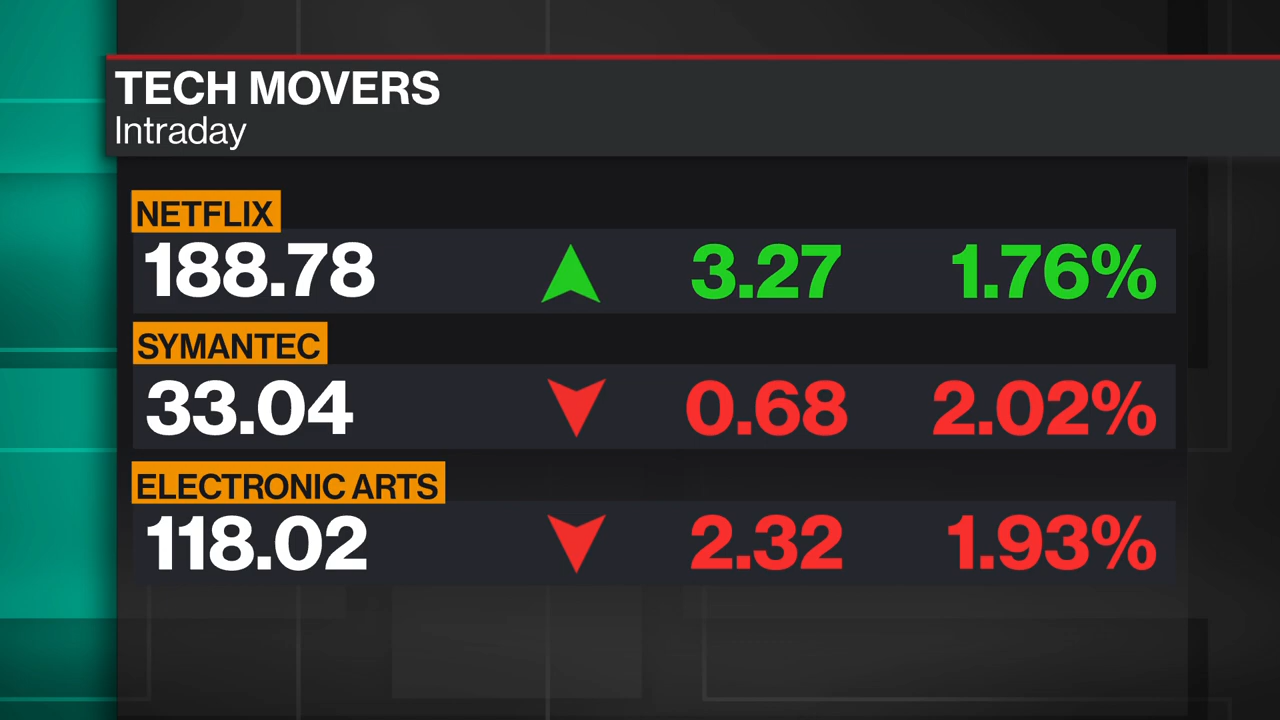 TECH MOVERS
Intraday
NETFLIX
188.78 3.27 1.76%
SYMANTEC
33.04 0.68 2.02%
ELECTRONIC ARTS
118.02 2.32 1.93%